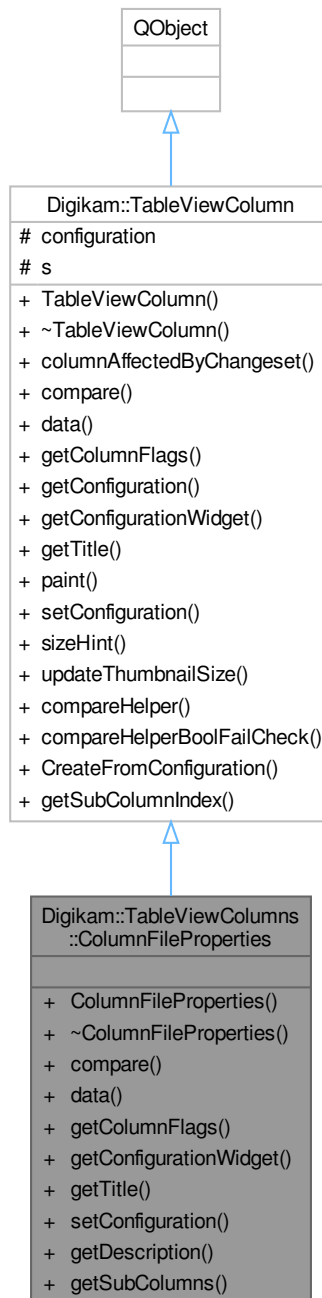 QObject
Digikam::TableViewColumn
# configuration
# s
+ TableViewColumn()
+ ~TableViewColumn()
+ columnAffectedByChangeset()
+ compare()
+ data()
+ getColumnFlags()
+ getConfiguration()
+ getConfigurationWidget()
+ getTitle()
+ paint()
+ setConfiguration()
+ sizeHint()
+ updateThumbnailSize()
+ compareHelper()
+ compareHelperBoolFailCheck()
+ CreateFromConfiguration()
+ getSubColumnIndex()
Digikam::TableViewColumns
::ColumnFileProperties
+ ColumnFileProperties()
+ ~ColumnFileProperties()
+ compare()
+ data()
+ getColumnFlags()
+ getConfigurationWidget()
+ getTitle()
+ setConfiguration()
+ getDescription()
+ getSubColumns()